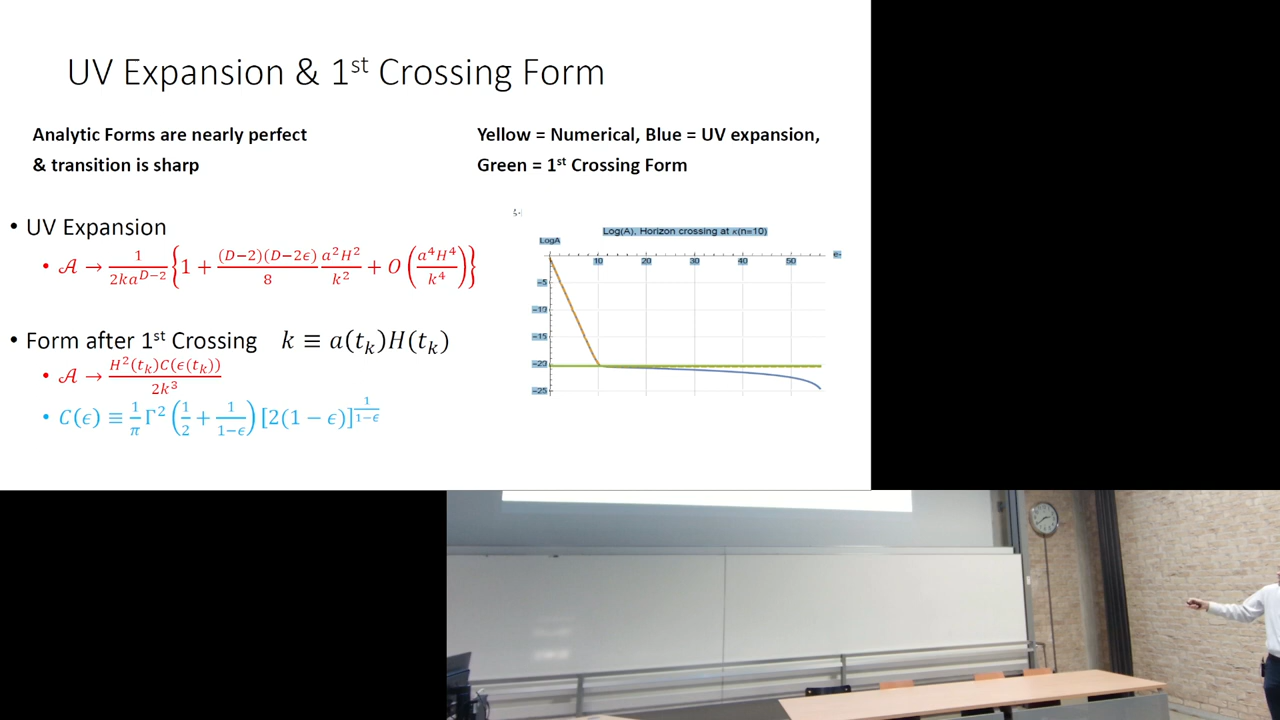 UV Expansion & 1st Crossing Form
Analytic Forms are nearly perfect
& transition is sharp
Yellow = Numerical, Blue = UV expansion,
Green = 1st Crossing Form
• UV Expansion
• 𝒜 → 1/(2ka^{D−2}) {1 + (D−2)(D−2ϵ)/8 a²H²/k² + O(a⁴H⁴/k⁴)}
• Form after 1st Crossing k ≡ a(t_k)H(t_k)
• 𝒜 → H²(t_k)C(ϵ(t_k))/2k³
• C(ϵ) ≡ 1/π Γ²(1/2 + 1/(1−ϵ)) [2(1 − ϵ)]^{1/(1−ϵ)}
Log(A), Horizon crossing at κ(n=10)
LogA
10 20 30 40 50
−5
−10
−15
−20
−25